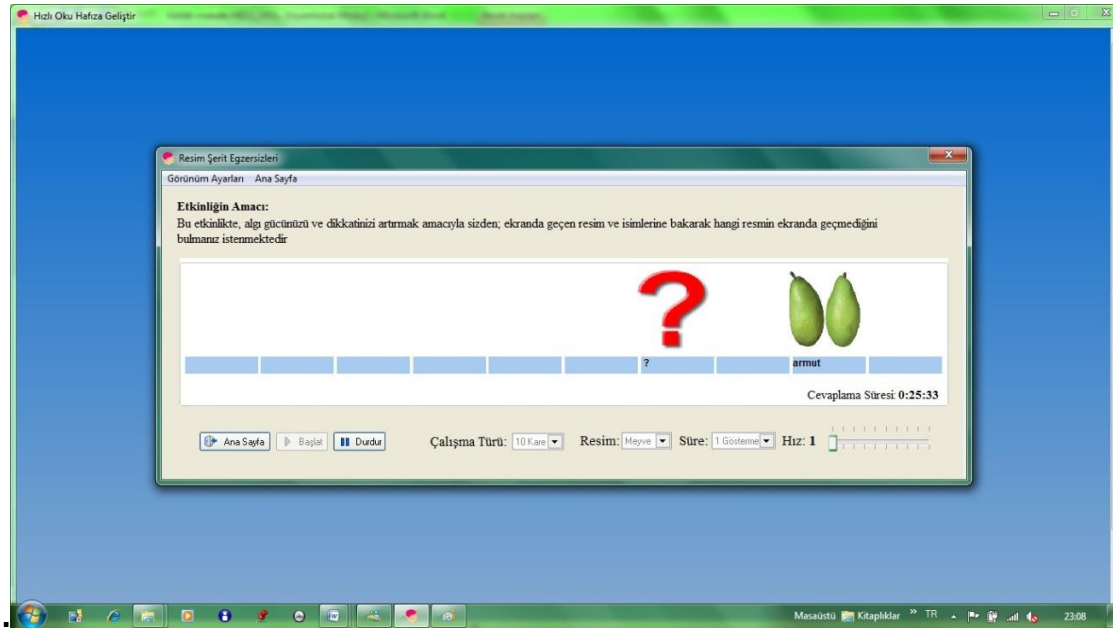 Hızlı Oku Hafıza Geliştir
Resim Şerit Egzersizleri
Görünüm Ayarları Ana Sayfa
Etkinliğin Amacı:
Bu etkinlikte, algı gücünüzü ve dikkatinizi artırmak amacıyla sizden; ekranda geçen resim ve isimlerine bakarak hangi resmin ekranda geçmediğini
bulmanız istenmektedir
?
? armut
Cevaplama Süresi: 0:25:33
Ana Sayfa Başlat Durdur Çalışma Türü: 10 Kare Resim: Meyve Süre: 1 Gösterme Hız: 1
Masaüstü Kitaplıklar » TR 23:08